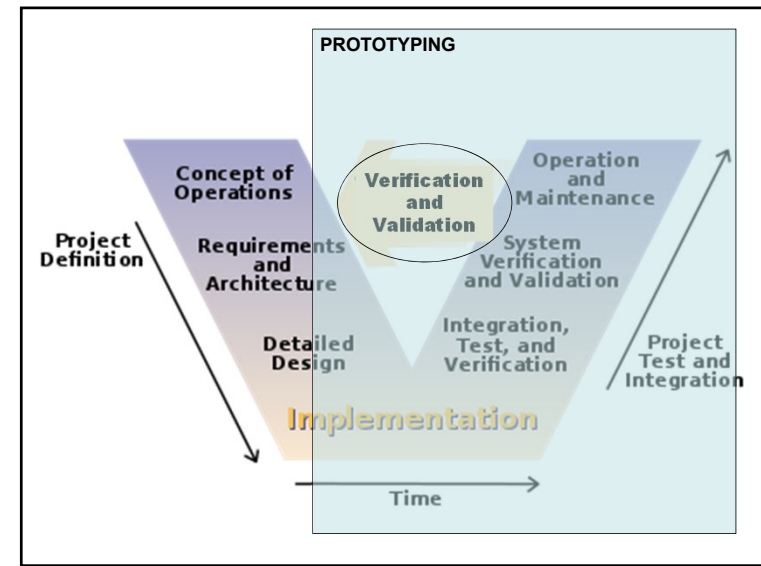 PROTOTYPING
Concept of
Operations
Verification
and
Validation
Operation
and
Maintenance
Project
Definition
Requirements
and
Architecture
System
Verification
and Validation
Detailed
Design
Integration,
Test, and
Verification
Project
Test and
Integration
Implementation
Time